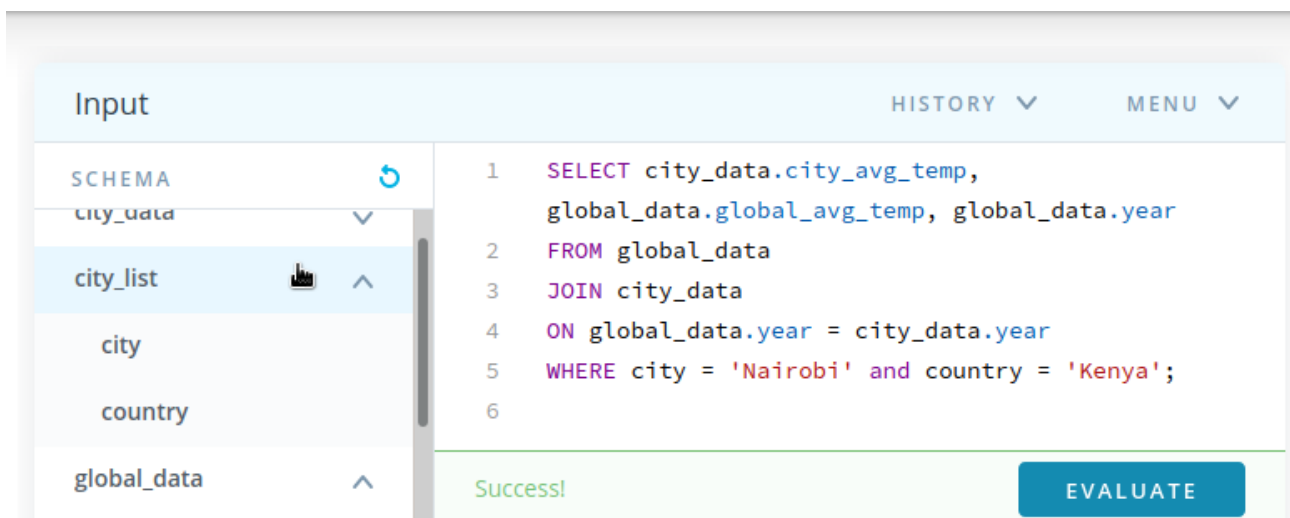 Input
HISTORY MENU
SCHEMA
city_data
city_list
city
country
global_data
1 SELECT city_data.city_avg_temp,
global_data.global_avg_temp, global_data.year
2 FROM global_data
3 JOIN city_data
4 ON global_data.year = city_data.year
5 WHERE city = 'Nairobi' and country = 'Kenya';
6
Success!
EVALUATE